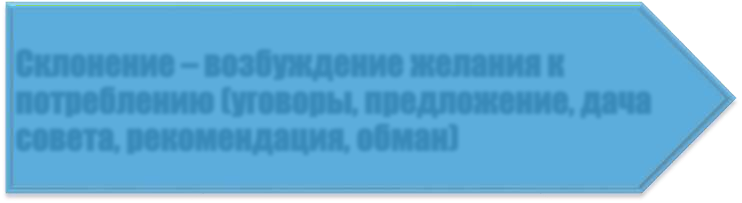 Склонение – возбуждение желания к
потреблению (уговоры, предложение, дача
совета, рекомендация, обман)